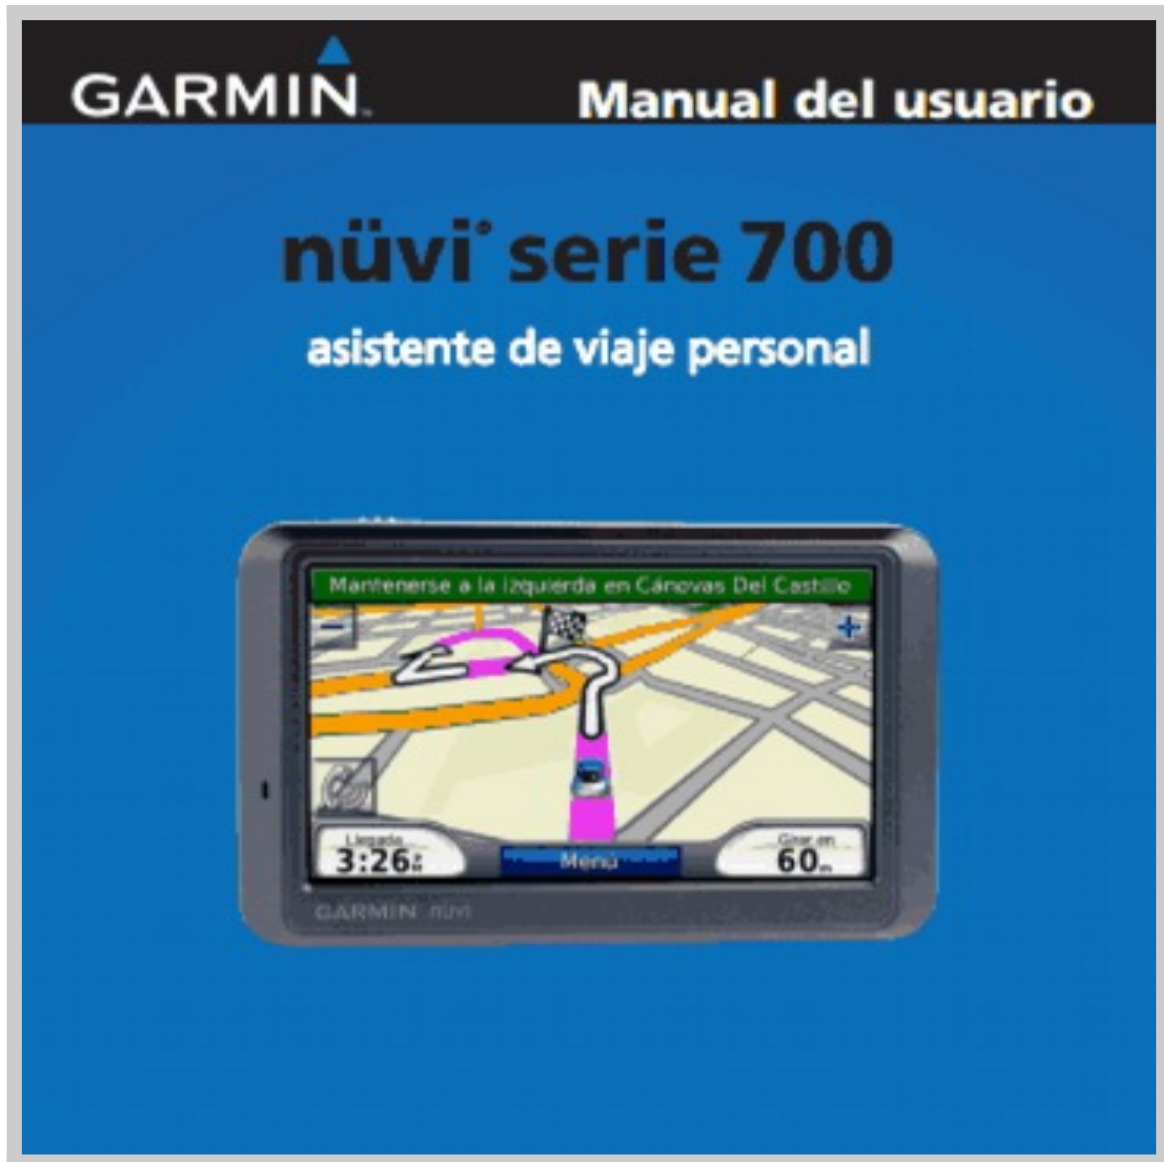 GARMIN
Manual del usuario
nüvi® serie 700
asistente de viaje personal
Mantenerse a la izquierda en Cánovas Del Castillo
Llegada
3:26
Girar en
60 m
Menú
GARMIN nüvi